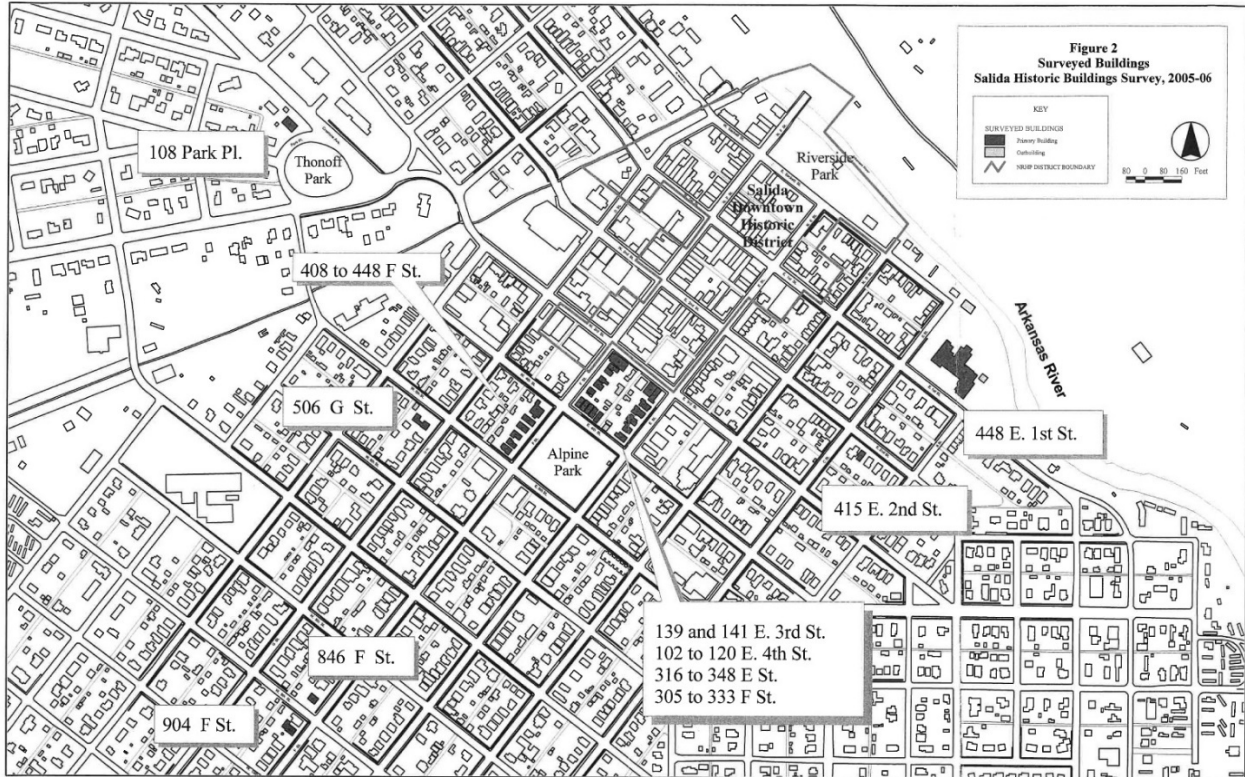 Figure 2
Surveyed Buildings
Salida Historic Buildings Survey, 2005-06
KEY
SURVEYED BUILDINGS
Primary Building
Outbuilding
NRHP DISTRICT BOUNDARY
80 0 80 160 Feet
108 Park Pl.
Thonoff
Park
Riverside
Park
Salida
Downtown
Historic
District
408 to 448 F St.
Arkansas River
506 G St.
Alpine
Park
448 E. 1st St.
415 E. 2nd St.
139 and 141 E. 3rd St.
102 to 120 E. 4th St.
316 to 348 E St.
305 to 333 F St.
846 F St.
904 F St.